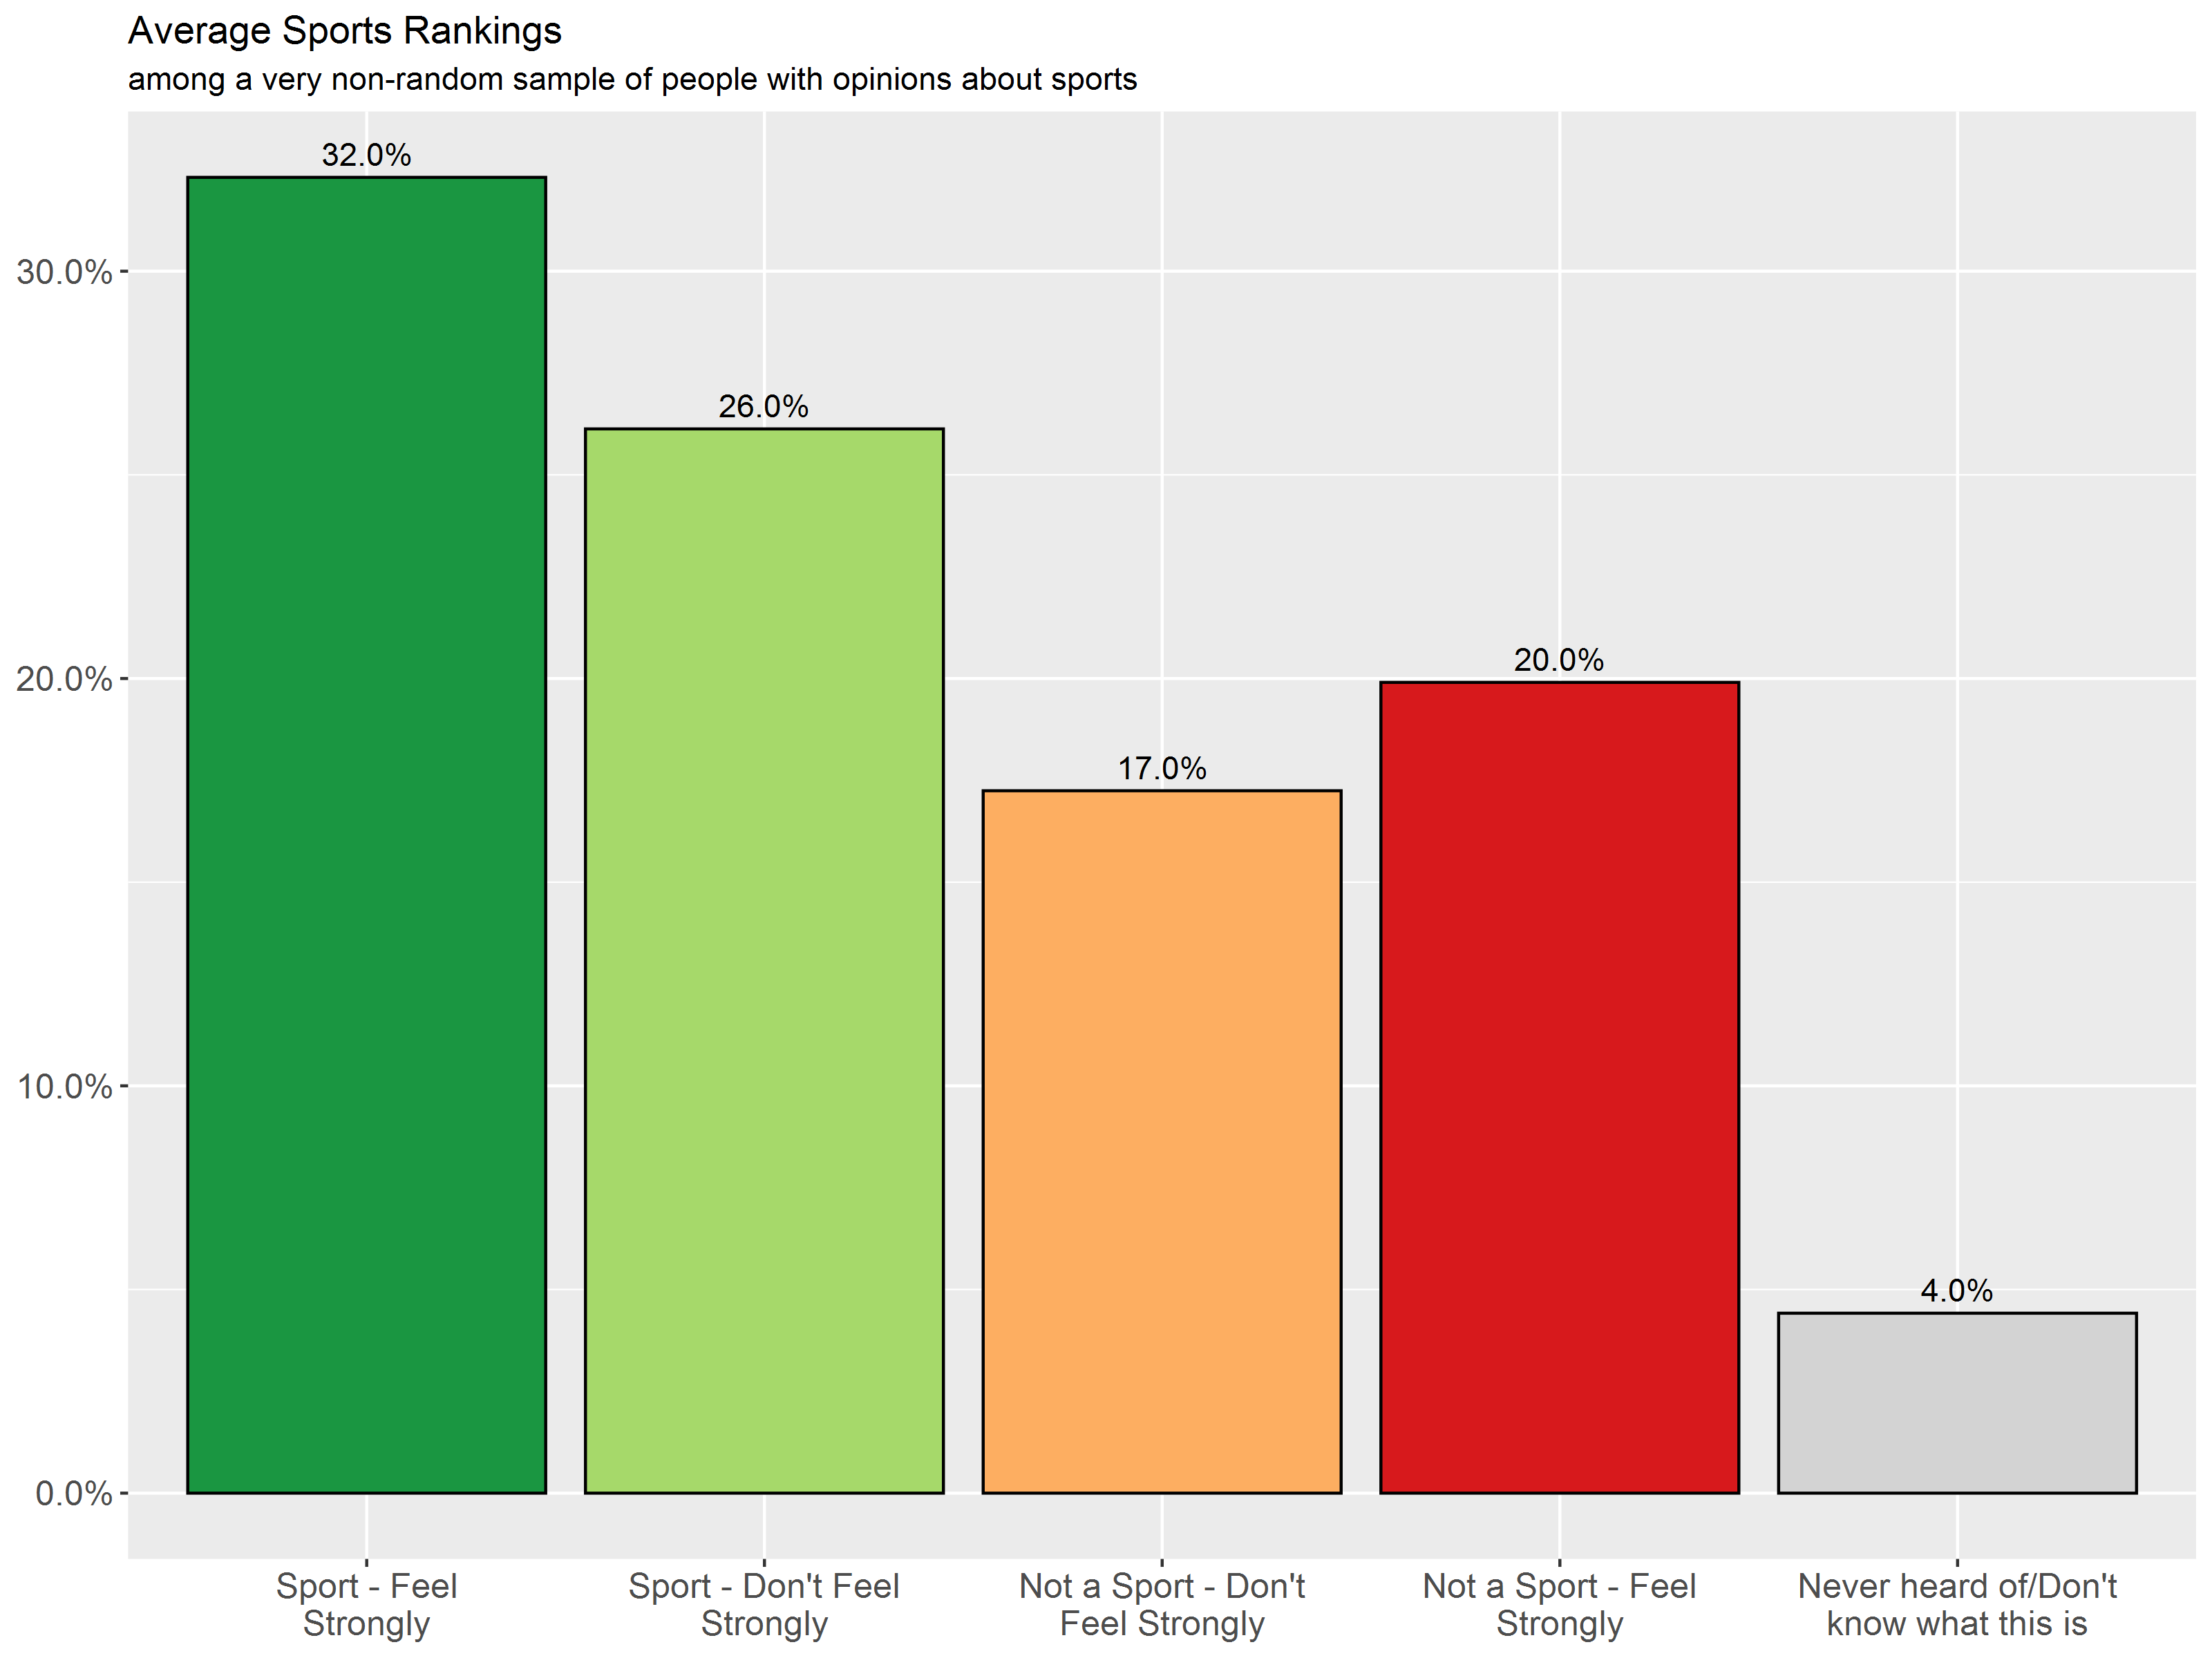 Average Sports Rankings
among a very non-random sample of people with opinions about sports
32.0%
26.0%
17.0%
20.0%
4.0%
30.0%
20.0%
10.0%
0.0%
Sport - Feel
Strongly
Sport - Don't Feel
Strongly
Not a Sport - Don't
Feel Strongly
Not a Sport - Feel
Strongly
Never heard of/Don't
know what this is